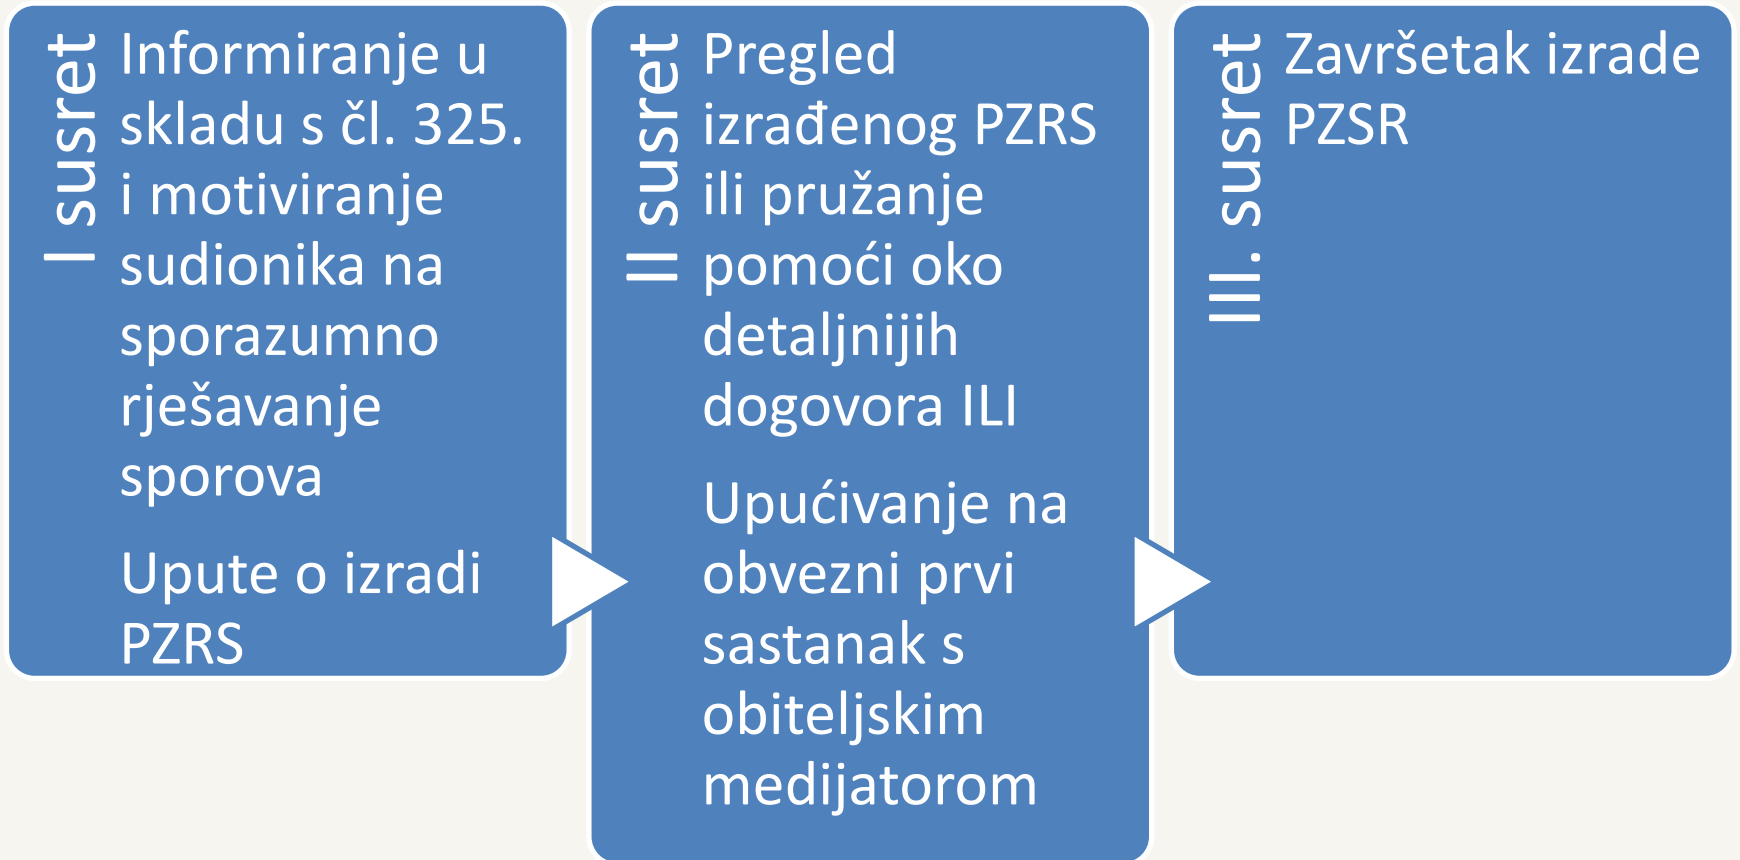 I susret
Informiranje u
skladu s čl. 325.
i motiviranje
sudionika na
sporazumno
rješavanje
sporova
Upute o izradi
PZRS
II susret
Pregled
izrađenog PZRS
ili pružanje
pomoći oko
detaljnijih
dogovora ILI
Upućivanje na
obvezni prvi
sastanak s
obiteljskim
medijatorom
III. susret
Završetak izrade
PZSR